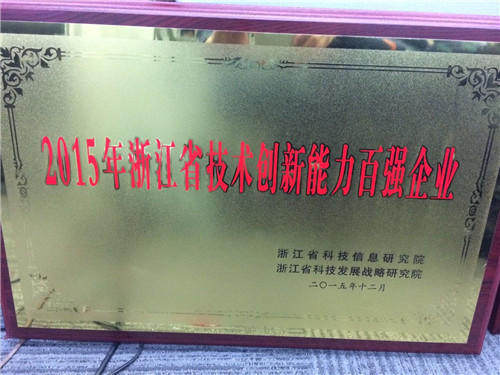 2015年浙江省技术创新能力百强企业
浙江省科技信息研究院
浙江省科技发展战略研究院
二〇一五年十二月